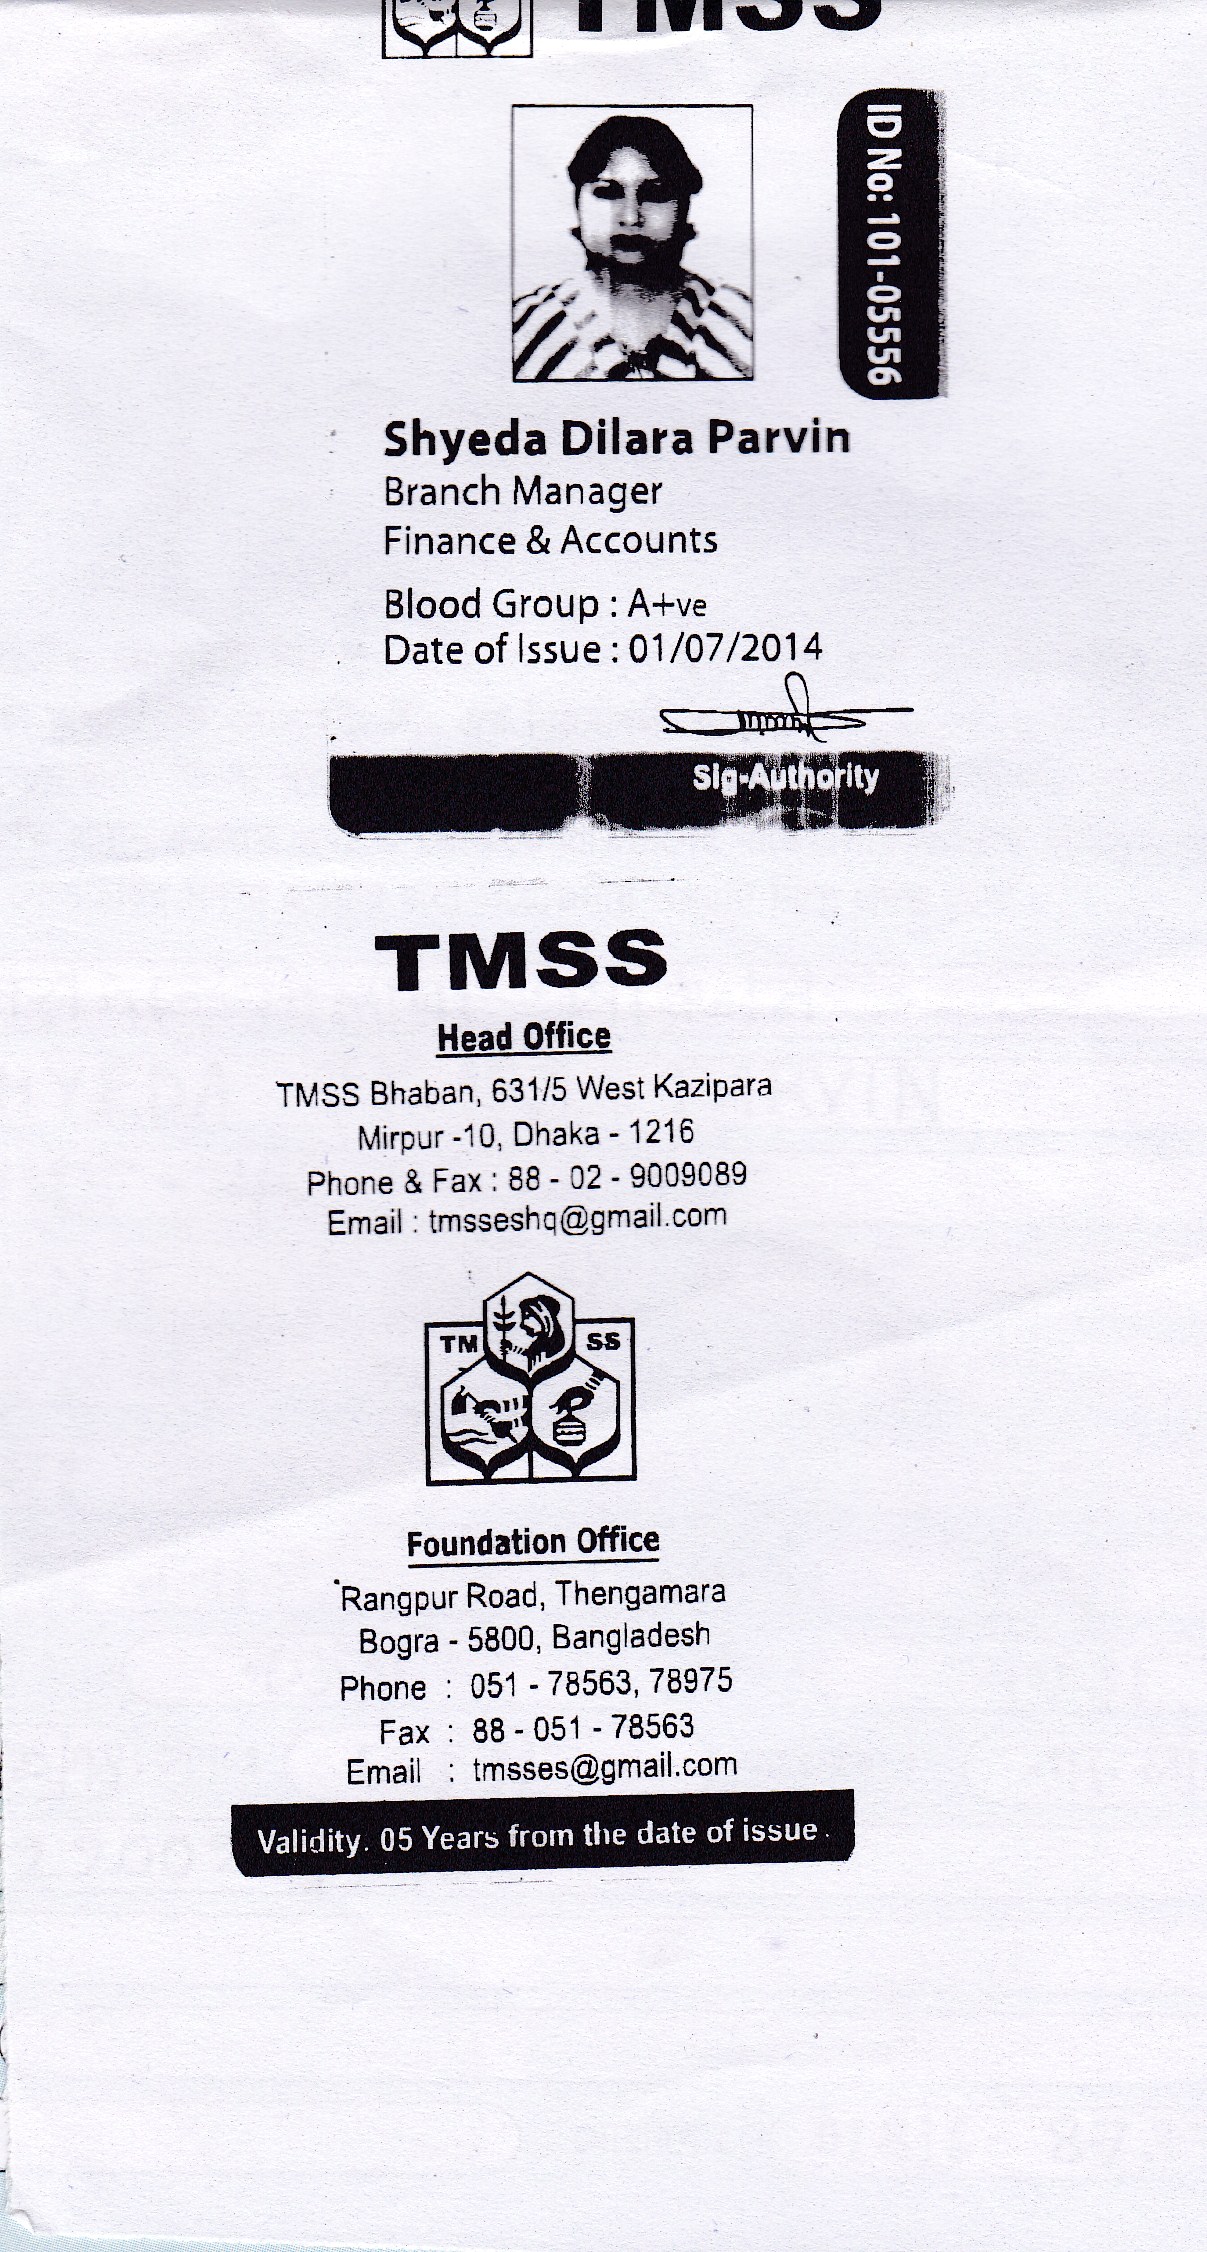 TMSS
ID No: 101-05556
Shyeda Dilara Parvin
Branch Manager
Finance & Accounts
Blood Group : A+ve
Date of Issue : 01/07/2014
Sig-Authority
TMSS
Head Office
TMSS Bhaban, 631/5 West Kazipara
Mirpur -10, Dhaka - 1216
Phone & Fax : 88 - 02 - 9009089
Email : tmsseshq@gmail.com
TM SS
Foundation Office
Rangpur Road, Thengamara
Bogra - 5800, Bangladesh
Phone : 051 - 78563, 78975
Fax : 88 - 051 - 78563
Email : tmsses@gmail.com
Validity. 05 Years from the date of issue.